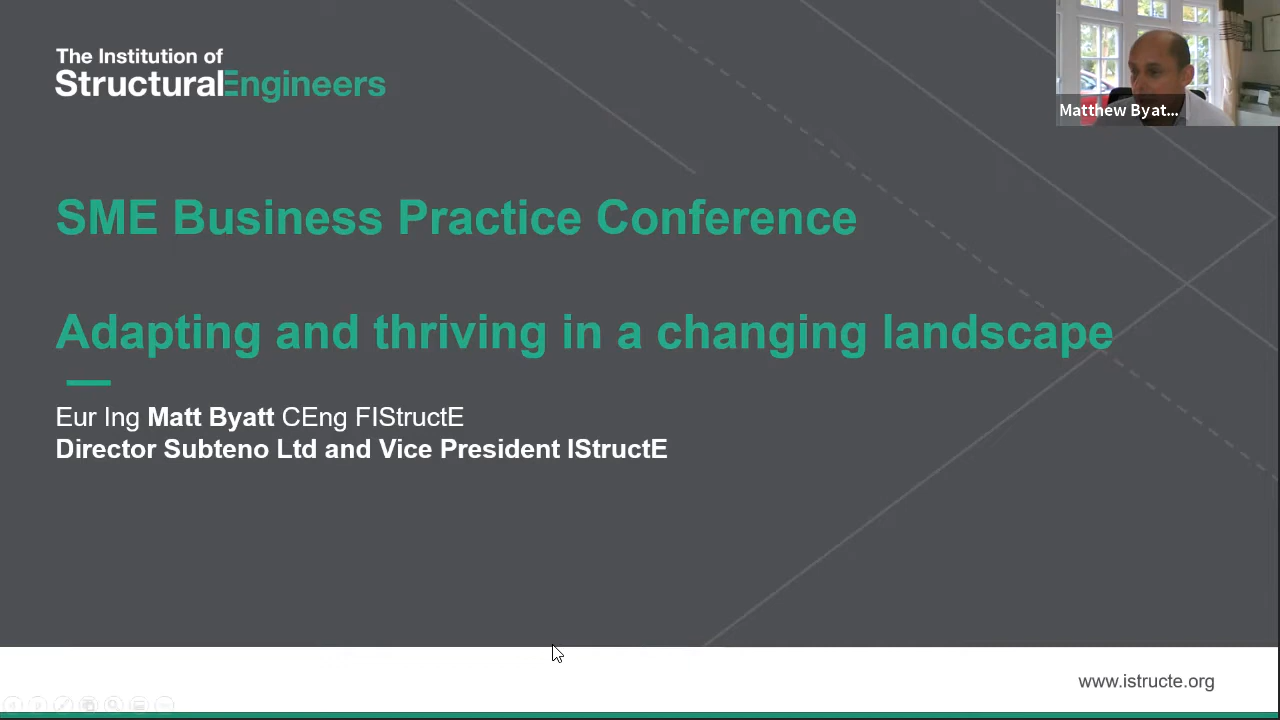 The Institution of
StructuralEngineers
Matthew Byat...
SME Business Practice Conference
Adapting and thriving in a changing landscape
Eur Ing Matt Byatt CEng FIStructE
Director Subteno Ltd and Vice President IStructE
www.istructe.org